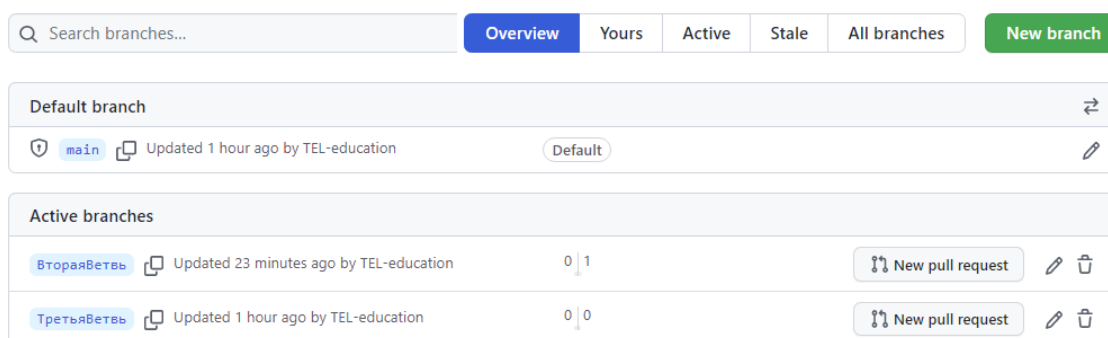 Search branches... Overview Yours Active Stale All branches New branch
Default branch
main Updated 1 hour ago by TEL-education Default
Active branches
ВтораяВетвь Updated 23 minutes ago by TEL-education 0 1 New pull request
ТретьяВетвь Updated 1 hour ago by TEL-education 0 0 New pull request